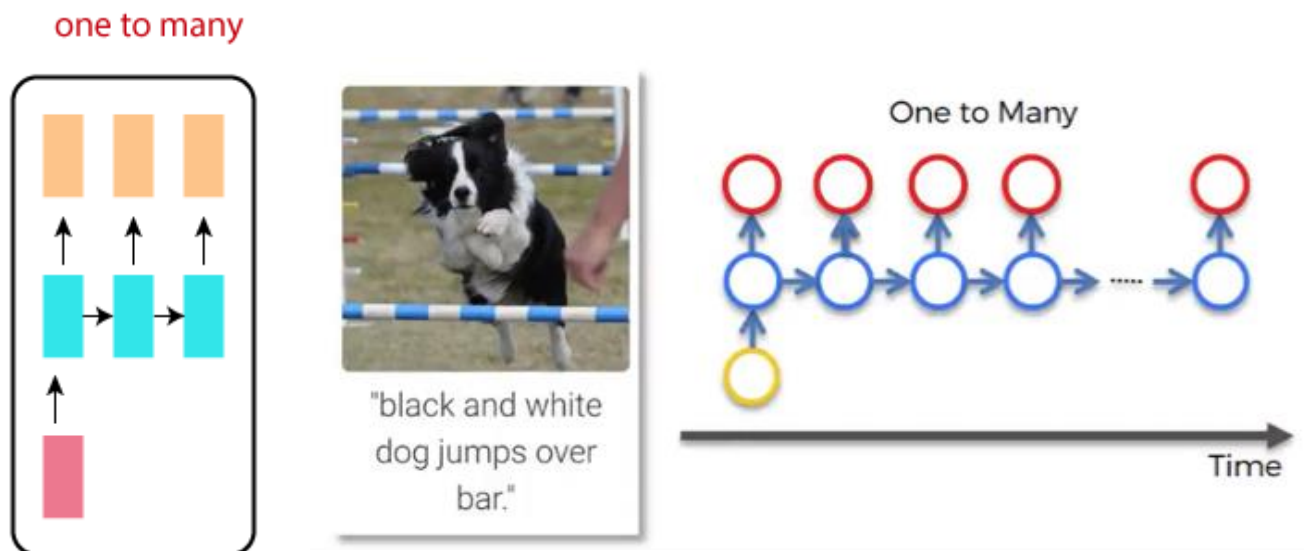 one to many
"black and white
dog jumps over
bar."
One to Many
.....
Time